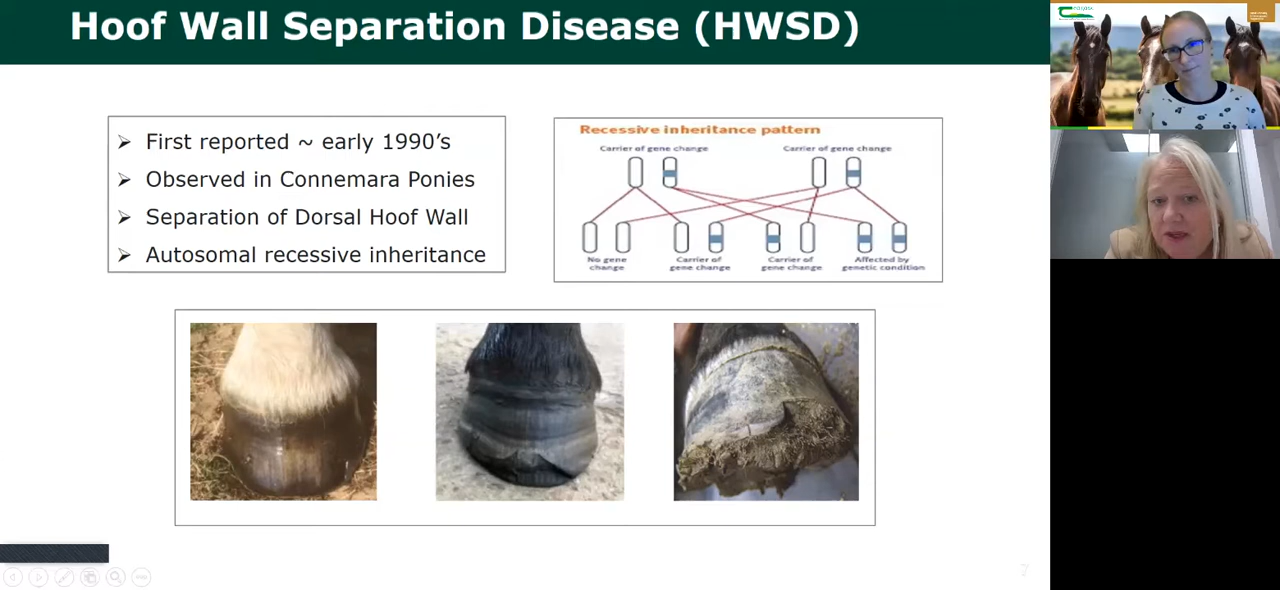 Hoof Wall Separation Disease (HWSD)
➢ First reported ~ early 1990's
➢ Observed in Connemara Ponies
➢ Separation of Dorsal Hoof Wall
➢ Autosomal recessive inheritance
Recessive inheritance pattern
Carrier of gene change
Carrier of gene change
No gene
change
Carrier of
gene change
Carrier of
gene change
Affected by
genetic condition
7